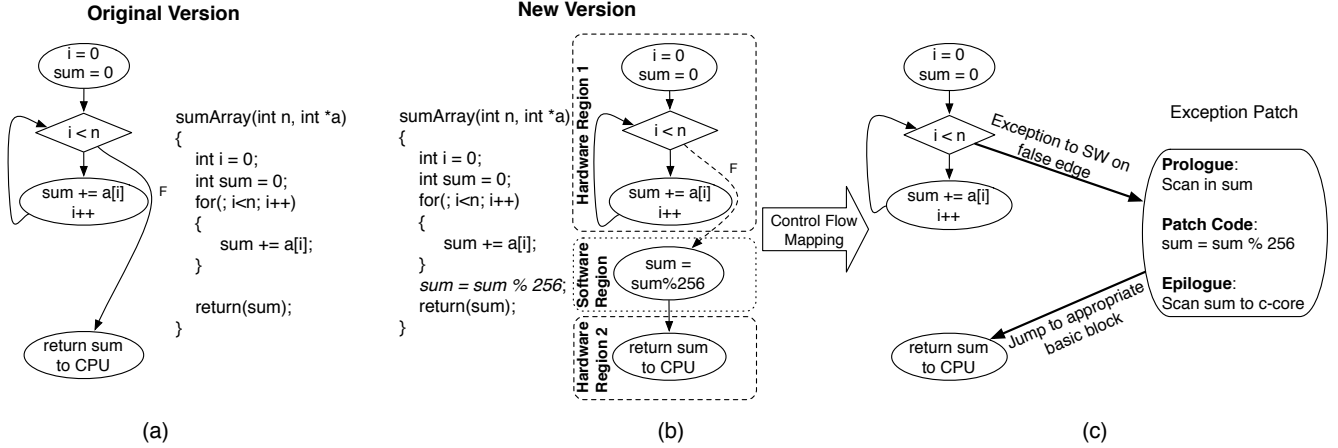 Original Version
i = 0
sum = 0
i < n
F
sum += a[i]
i++
return sum
to CPU
sumArray(int n, int *a)
{
int i = 0;
int sum = 0;
for(; i<n; i++)
{
sum += a[i];
}
return(sum);
}
(a)
New Version
sumArray(int n, int *a)
{
int i = 0;
int sum = 0;
for(; i<n; i++)
{
sum += a[i];
}
sum = sum % 256;
return(sum);
}
Hardware Region 1
i = 0
sum = 0
i < n
F
sum += a[i]
i++
Software
Region
sum =
sum%256
Hardware
Region 2
return sum
to CPU
(b)
Control Flow
Mapping
i = 0
sum = 0
i < n
sum += a[i]
i++
Exception to SW on
false edge
Exception Patch
Prologue:
Scan in sum
Patch Code:
sum = sum % 256
Epilogue:
Scan sum to c-core
Jump to appropriate
basic block
return sum
to CPU
(c)